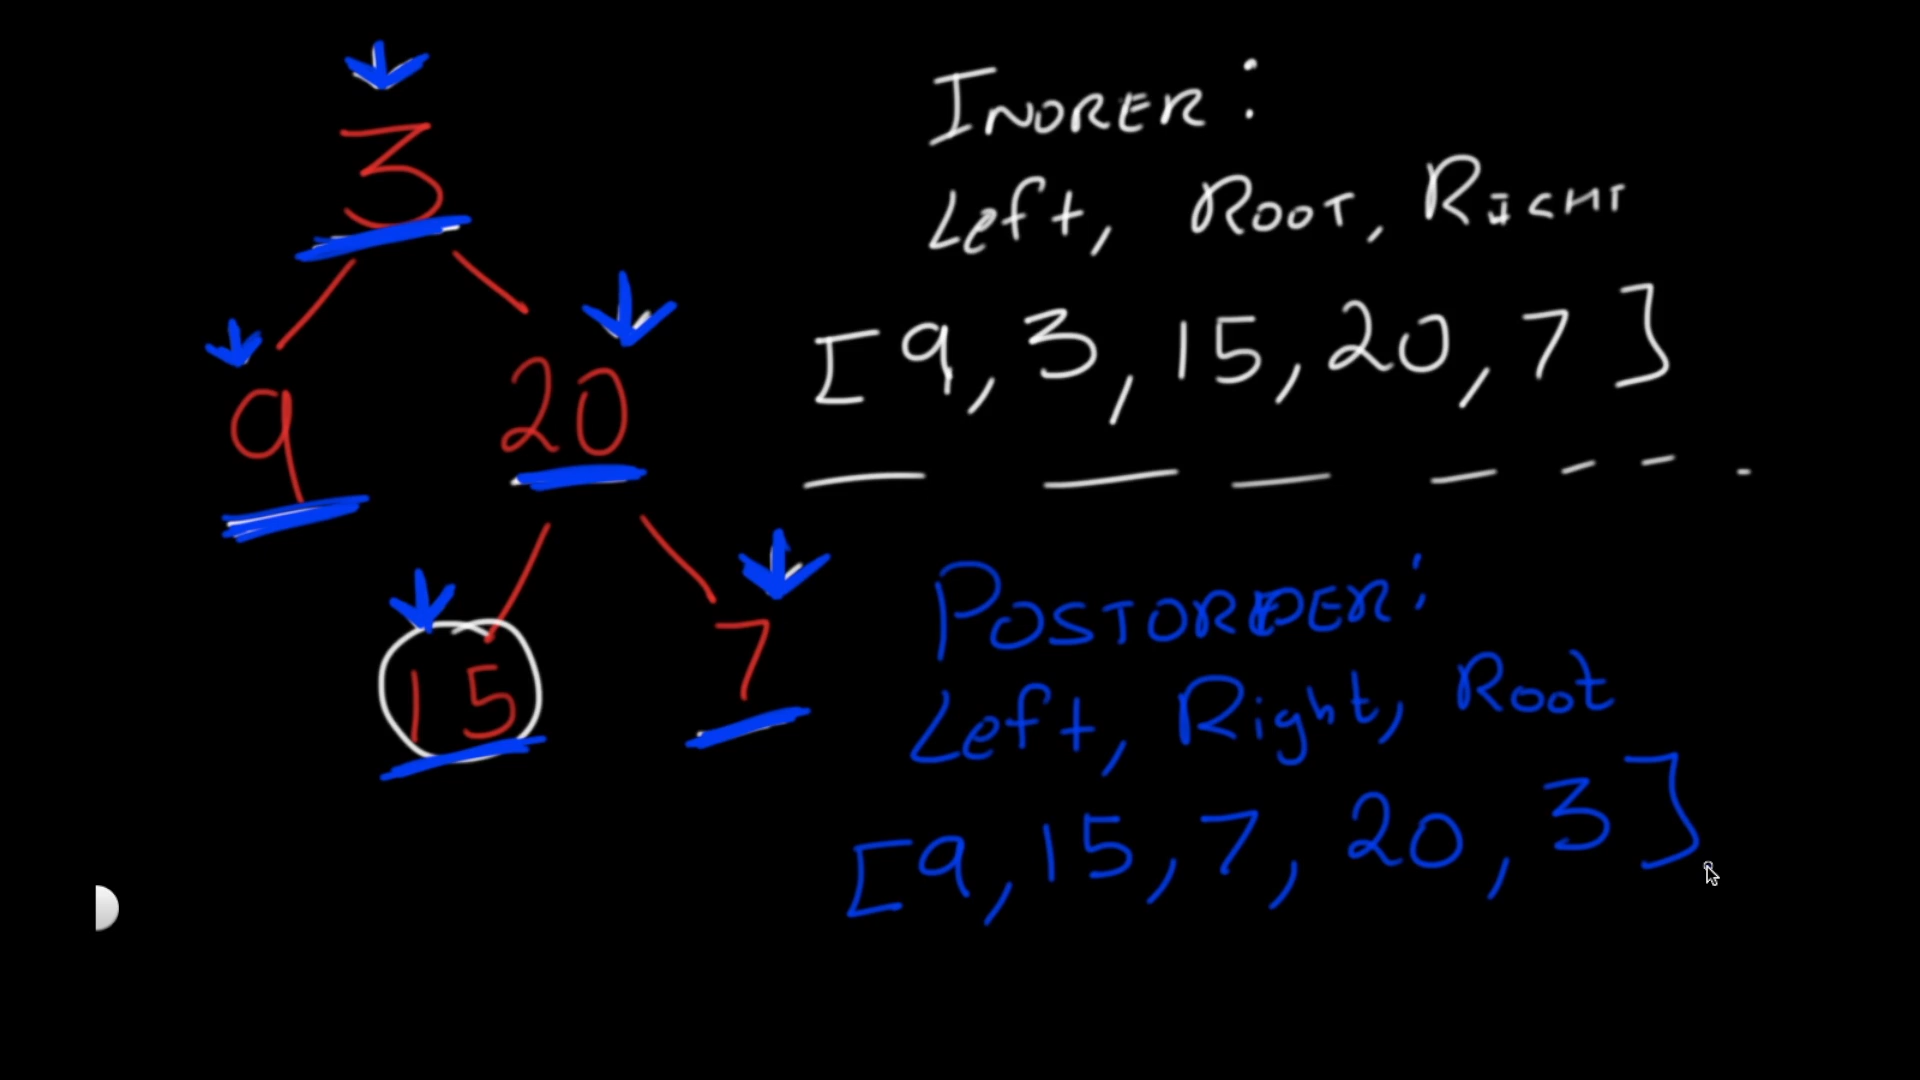 3
9 20
15 7
INORER:
Left, ROOT, RIGHT
[9, 3, 15, 20, 7]
POSTORDER:
Left, Right, Root
[9, 15, 7, 20, 3]